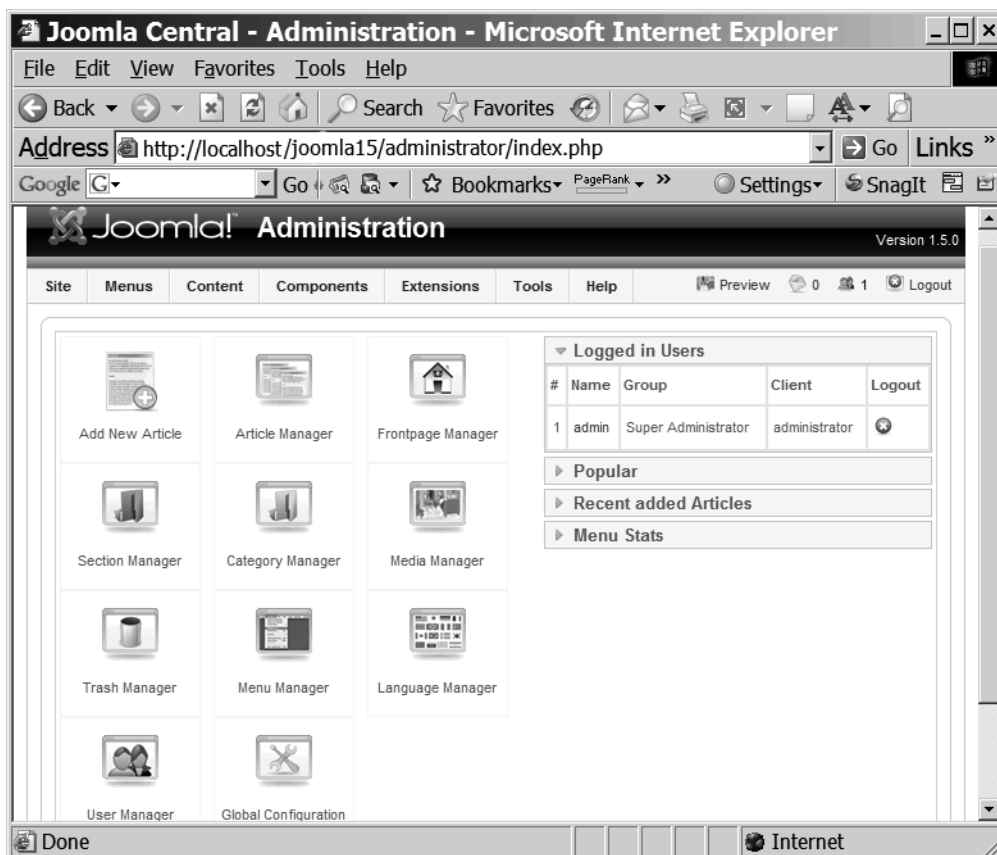 Joomla Central - Administration - Microsoft Internet Explorer
File Edit View Favorites Tools Help
Back Search Favorites
Address http://localhost/joomla15/administrator/index.php Go Links »
Google G Go Bookmarks PageRank » Settings SnagIt
Joomla! Administration
Version 1.5.0
Site Menus Content Components Extensions Tools Help Preview 0 1 Logout
Logged in Users
# Name Group Client Logout
1 admin Super Administrator administrator
Add New Article Article Manager Frontpage Manager
Popular
Recent added Articles
Menu Stats
Section Manager Category Manager Media Manager
Trash Manager Menu Manager Language Manager
User Manager Global Configuration
Done Internet